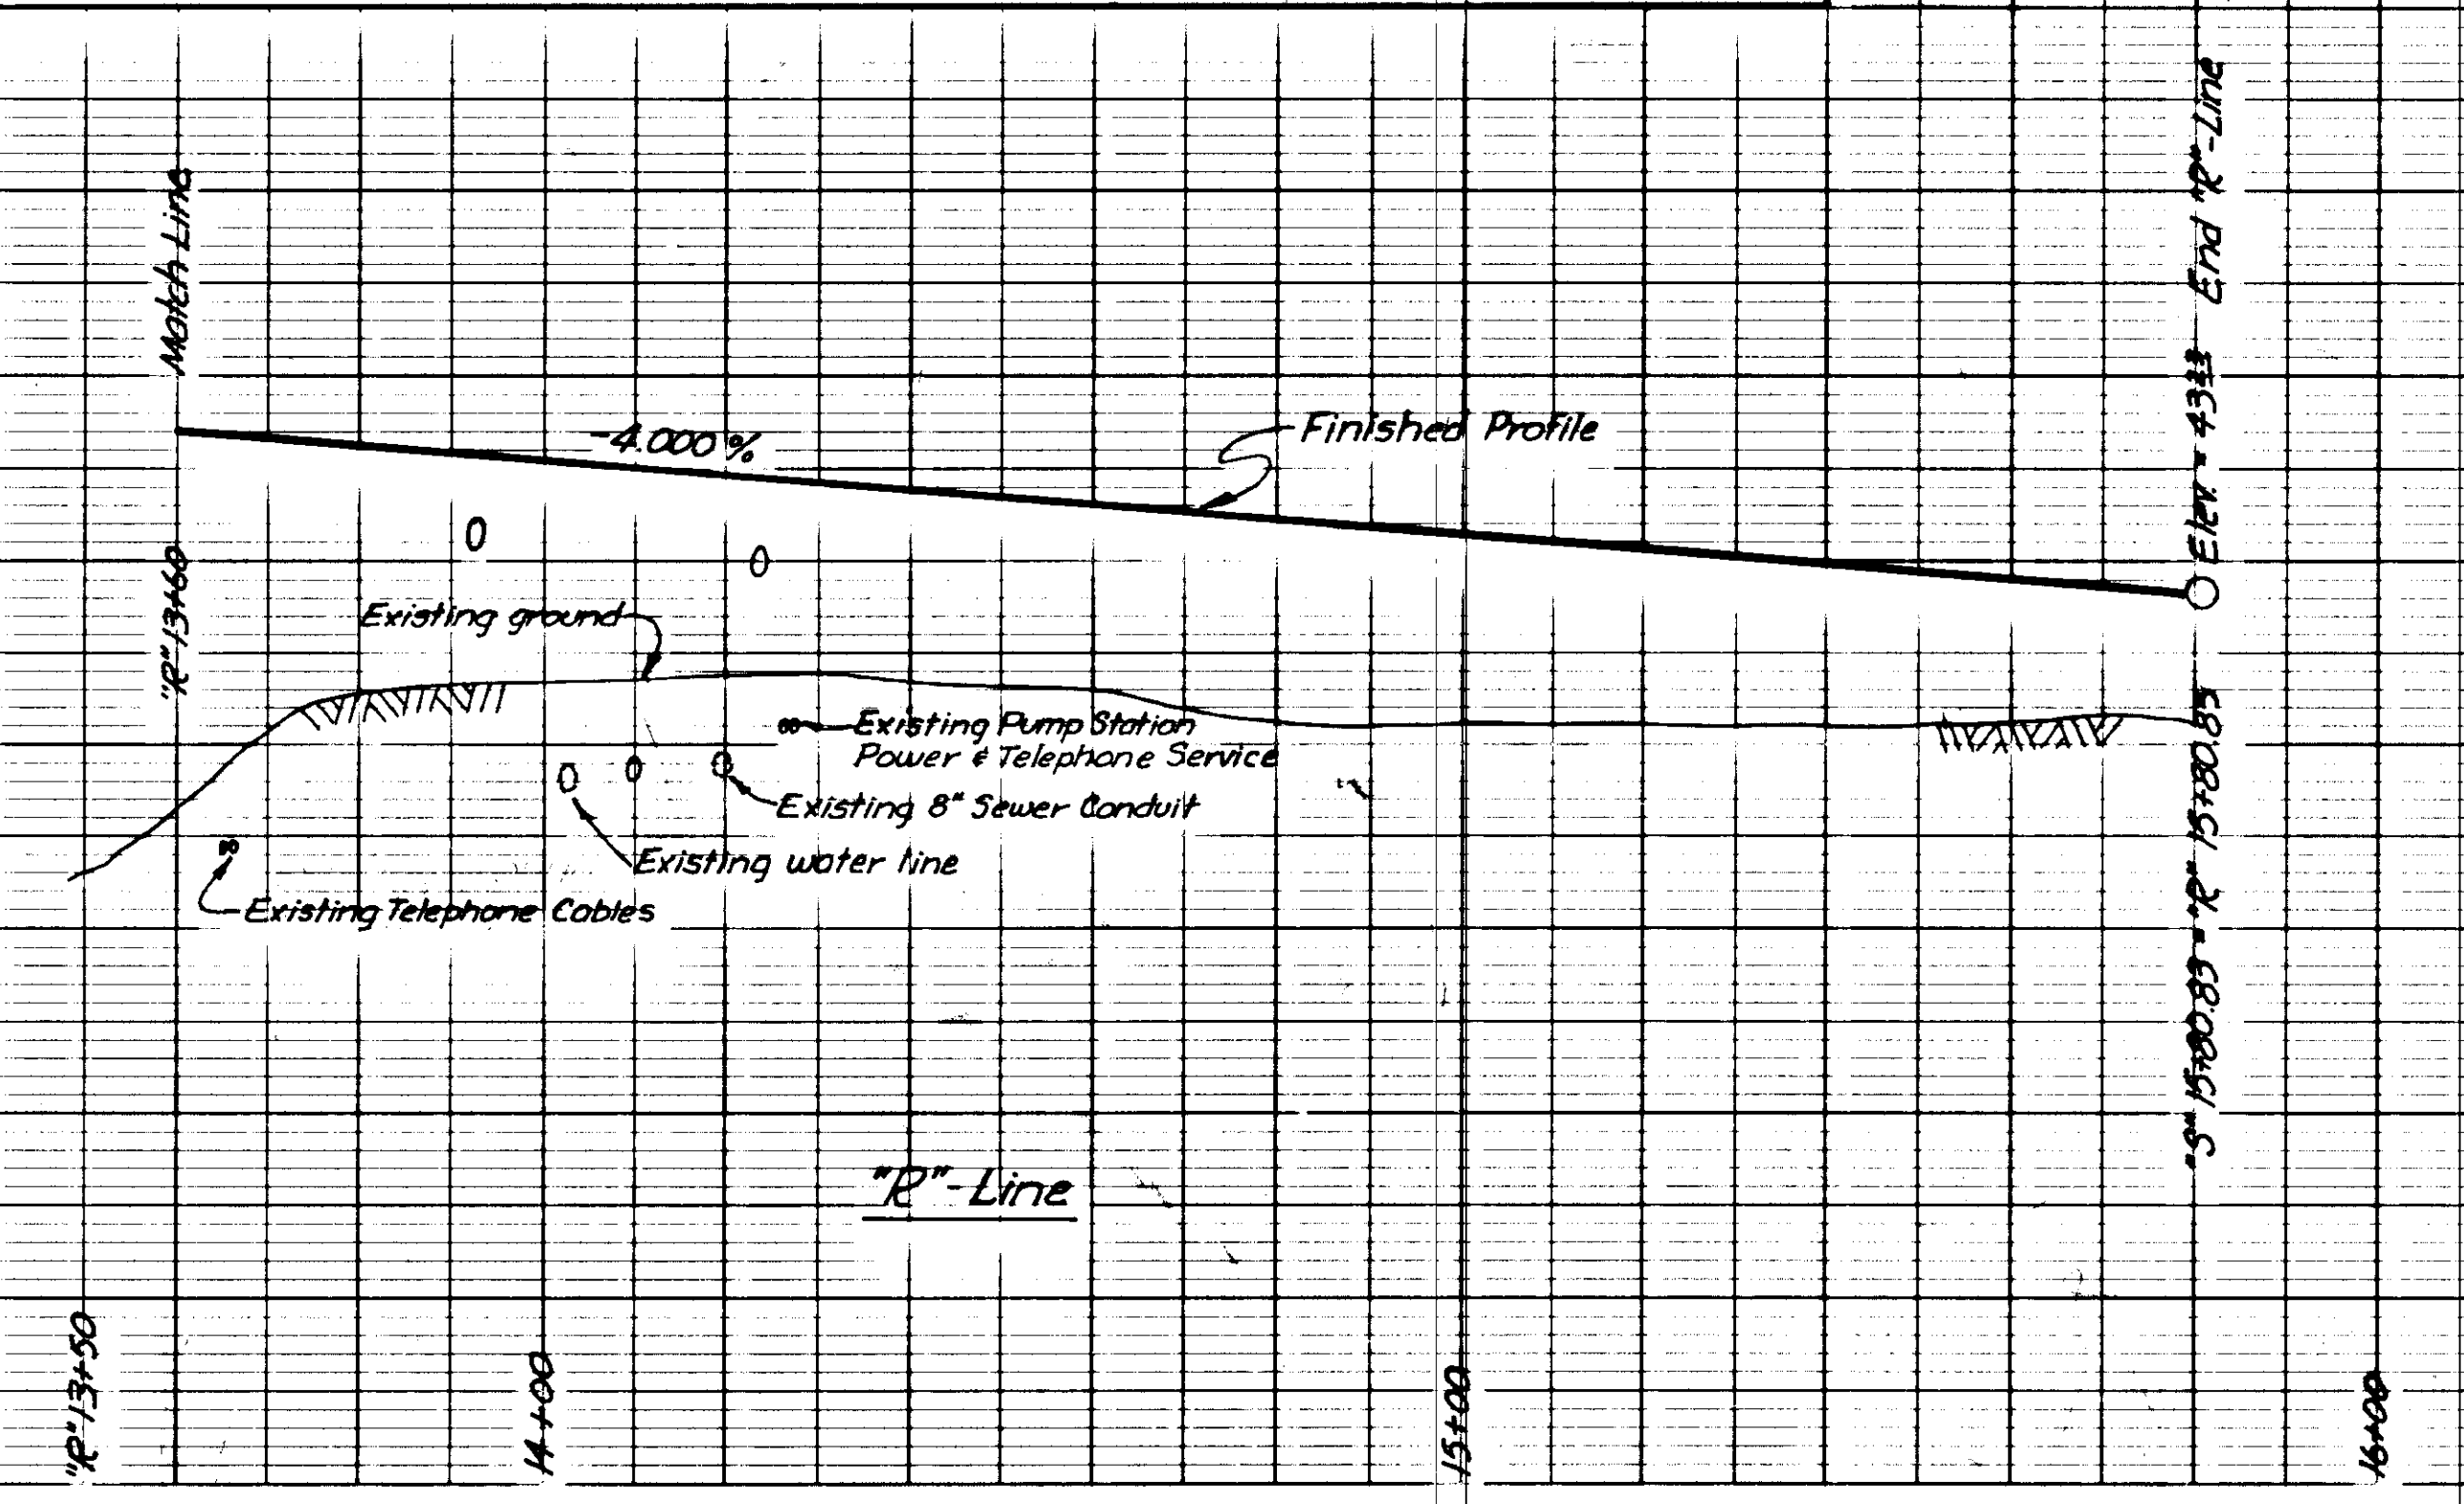 Match Line
"R" 13+60
-4.000 %
Finished Profile
Existing ground
Existing Pump Station
Power & Telephone Service
Existing 8" Sewer Conduit
Existing water line
Existing Telephone Cables
End "R"-Line
Elev. =
"S" 15+80.83 = "R" 15+80.85
"R"-Line
"R" 13+50
14+00
15+00
16+00